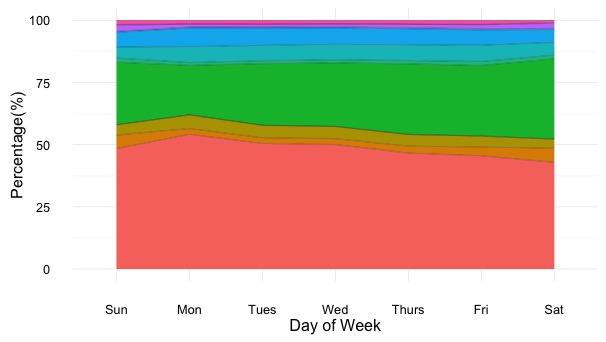 100
75
50
25
0
Percentage(%)
Sun Mon Tues Wed Thurs Fri Sat
Day of Week